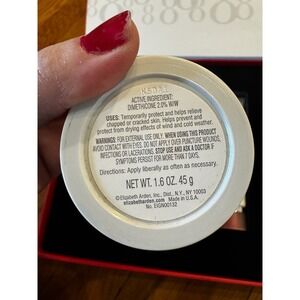 ACTIVE INGREDIENT:
DIMETHICONE 2.0% W/W
USES: Temporarily protect and helps relieve
chapped or cracked skin. Helps prevent and
protect from drying effects of wind and cold weather.
WARNINGS: FOR EXTERNAL USE ONLY. WHEN USING THIS PRODUCT
AVOID CONTACT WITH EYES. DO NOT APPLY OVER PUNCTURE WOUNDS,
INFECTIONS OR LACERATIONS. STOP USE AND ASK A DOCTOR IF
SYMPTOMS PERSIST FOR MORE THAN 7 DAYS.
Directions: Apply liberally as often as necessary.
NET WT. 1.6 OZ. 45 g
© Elizabeth Arden, Inc., Dist., N.Y., NY 10003
elizabetharden.com Made in U.S.A.
No. EIGN00132